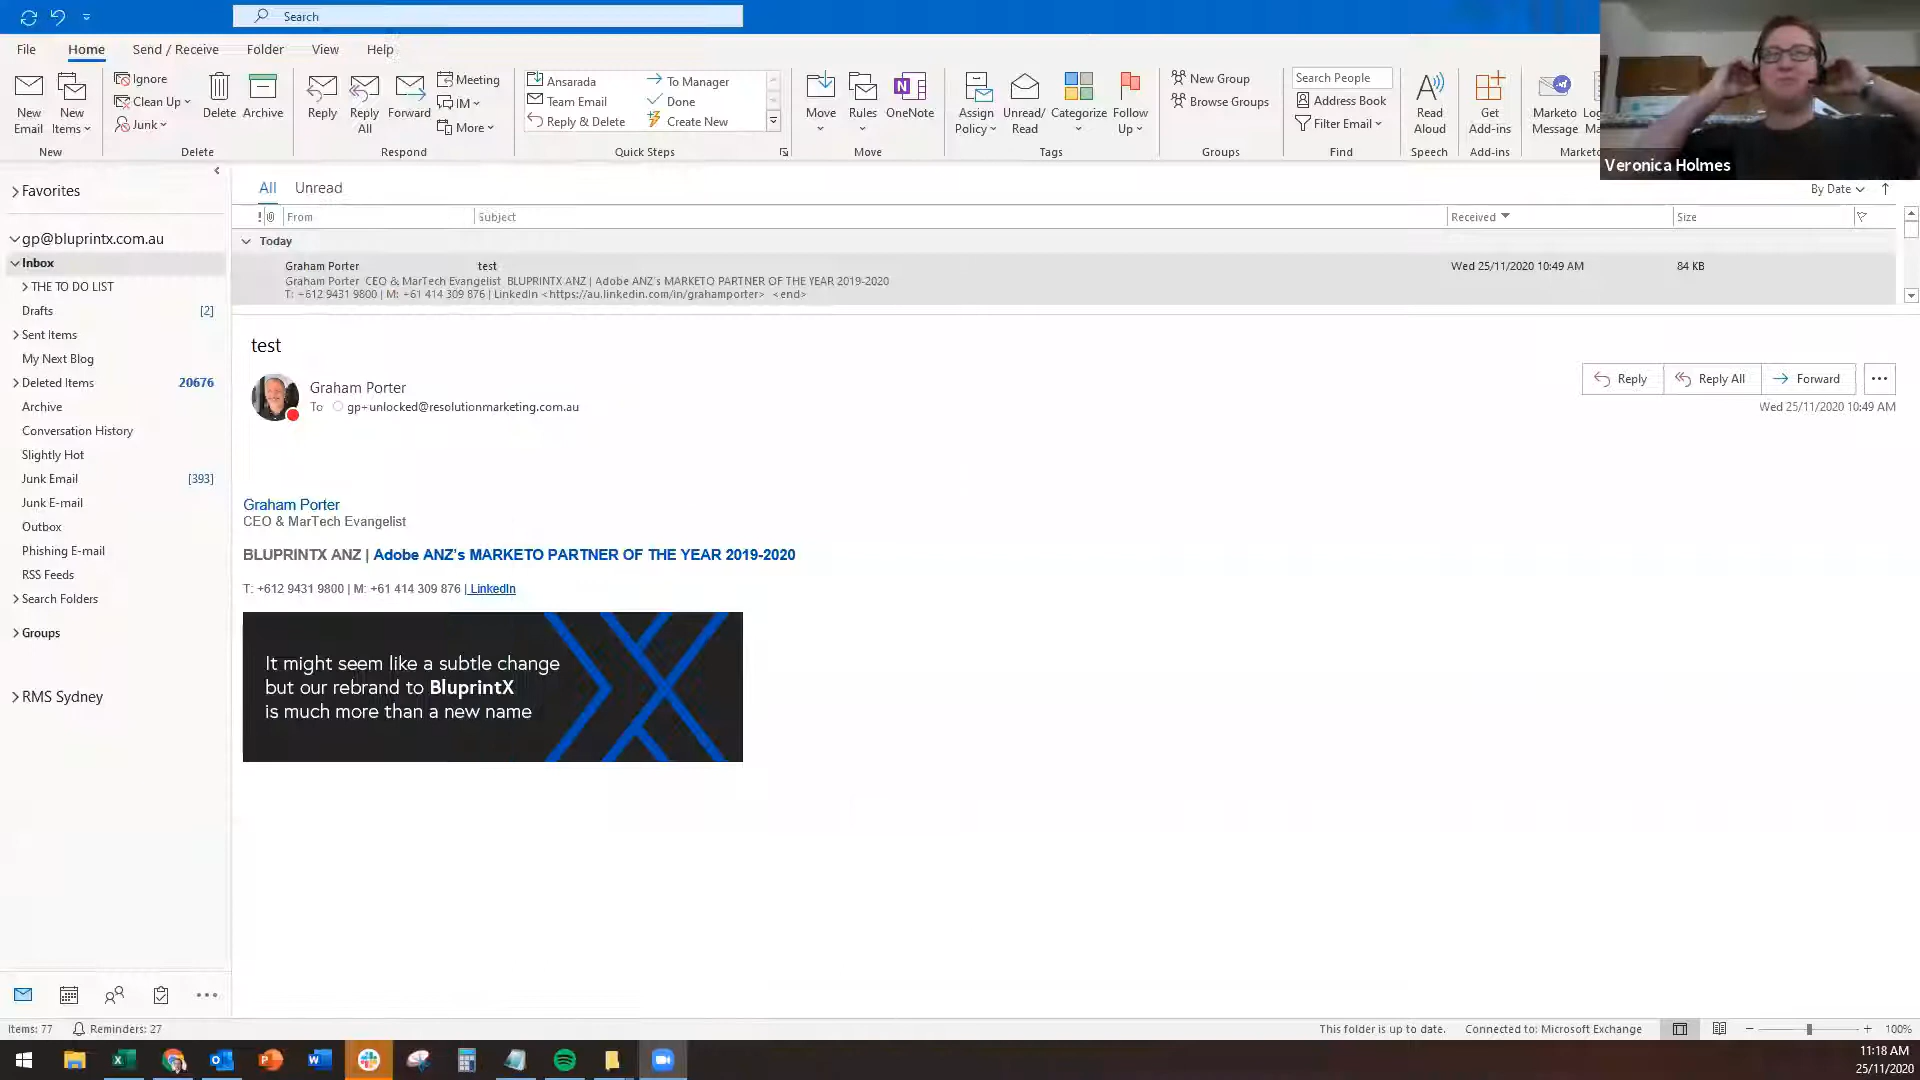 Search
File Home Send / Receive Folder View Help
New Email
New Items
New
Ignore
Clean Up
Junk
Delete
Archive
Delete
Reply
Reply All
Forward
Meeting
IM
More
Respond
Ansarada
Team Email
Reply & Delete
To Manager
Done
Create New
Quick Steps
Move
Rules
OneNote
Move
Assign Policy
Unread/ Read
Categorize
Follow Up
Tags
New Group
Browse Groups
Groups
Search People
Address Book
Filter Email
Find
Read Aloud
Speech
Get Add-ins
Add-ins
Marketo Message
Veronica Holmes
Favorites
gp@bluprintx.com.au
Inbox
THE TO DO LIST
Drafts [2]
Sent Items
My Next Blog
Deleted Items 20676
Archive
Conversation History
Slightly Hot
Junk Email [393]
Junk E-mail
Outbox
Phishing E-mail
RSS Feeds
Search Folders
Groups
RMS Sydney
All Unread
By Date
! From Subject Received Size
Today
Graham Porter test Wed 25/11/2020 10:49 AM 84 KB
Graham Porter CEO & MarTech Evangelist BLUPRINTX ANZ | Adobe ANZ's MARKETO PARTNER OF THE YEAR 2019-2020
T: +612 9431 9800 | M: +61 414 309 876 | LinkedIn <https://au.linkedin.com/in/grahamporter> <end>
test
Graham Porter
To gp+unlocked@resolutionmarketing.com.au
Reply Reply All Forward ...
Wed 25/11/2020 10:49 AM
Graham Porter
CEO & MarTech Evangelist
BLUPRINTX ANZ | Adobe ANZ's MARKETO PARTNER OF THE YEAR 2019-2020
T: +612 9431 9800 | M: +61 414 309 876 | LinkedIn
It might seem like a subtle change
but our rebrand to BluprintX
is much more than a new name
Items: 77 Reminders: 27
This folder is up to date. Connected to: Microsoft Exchange 100%
11:18 AM
25/11/2020